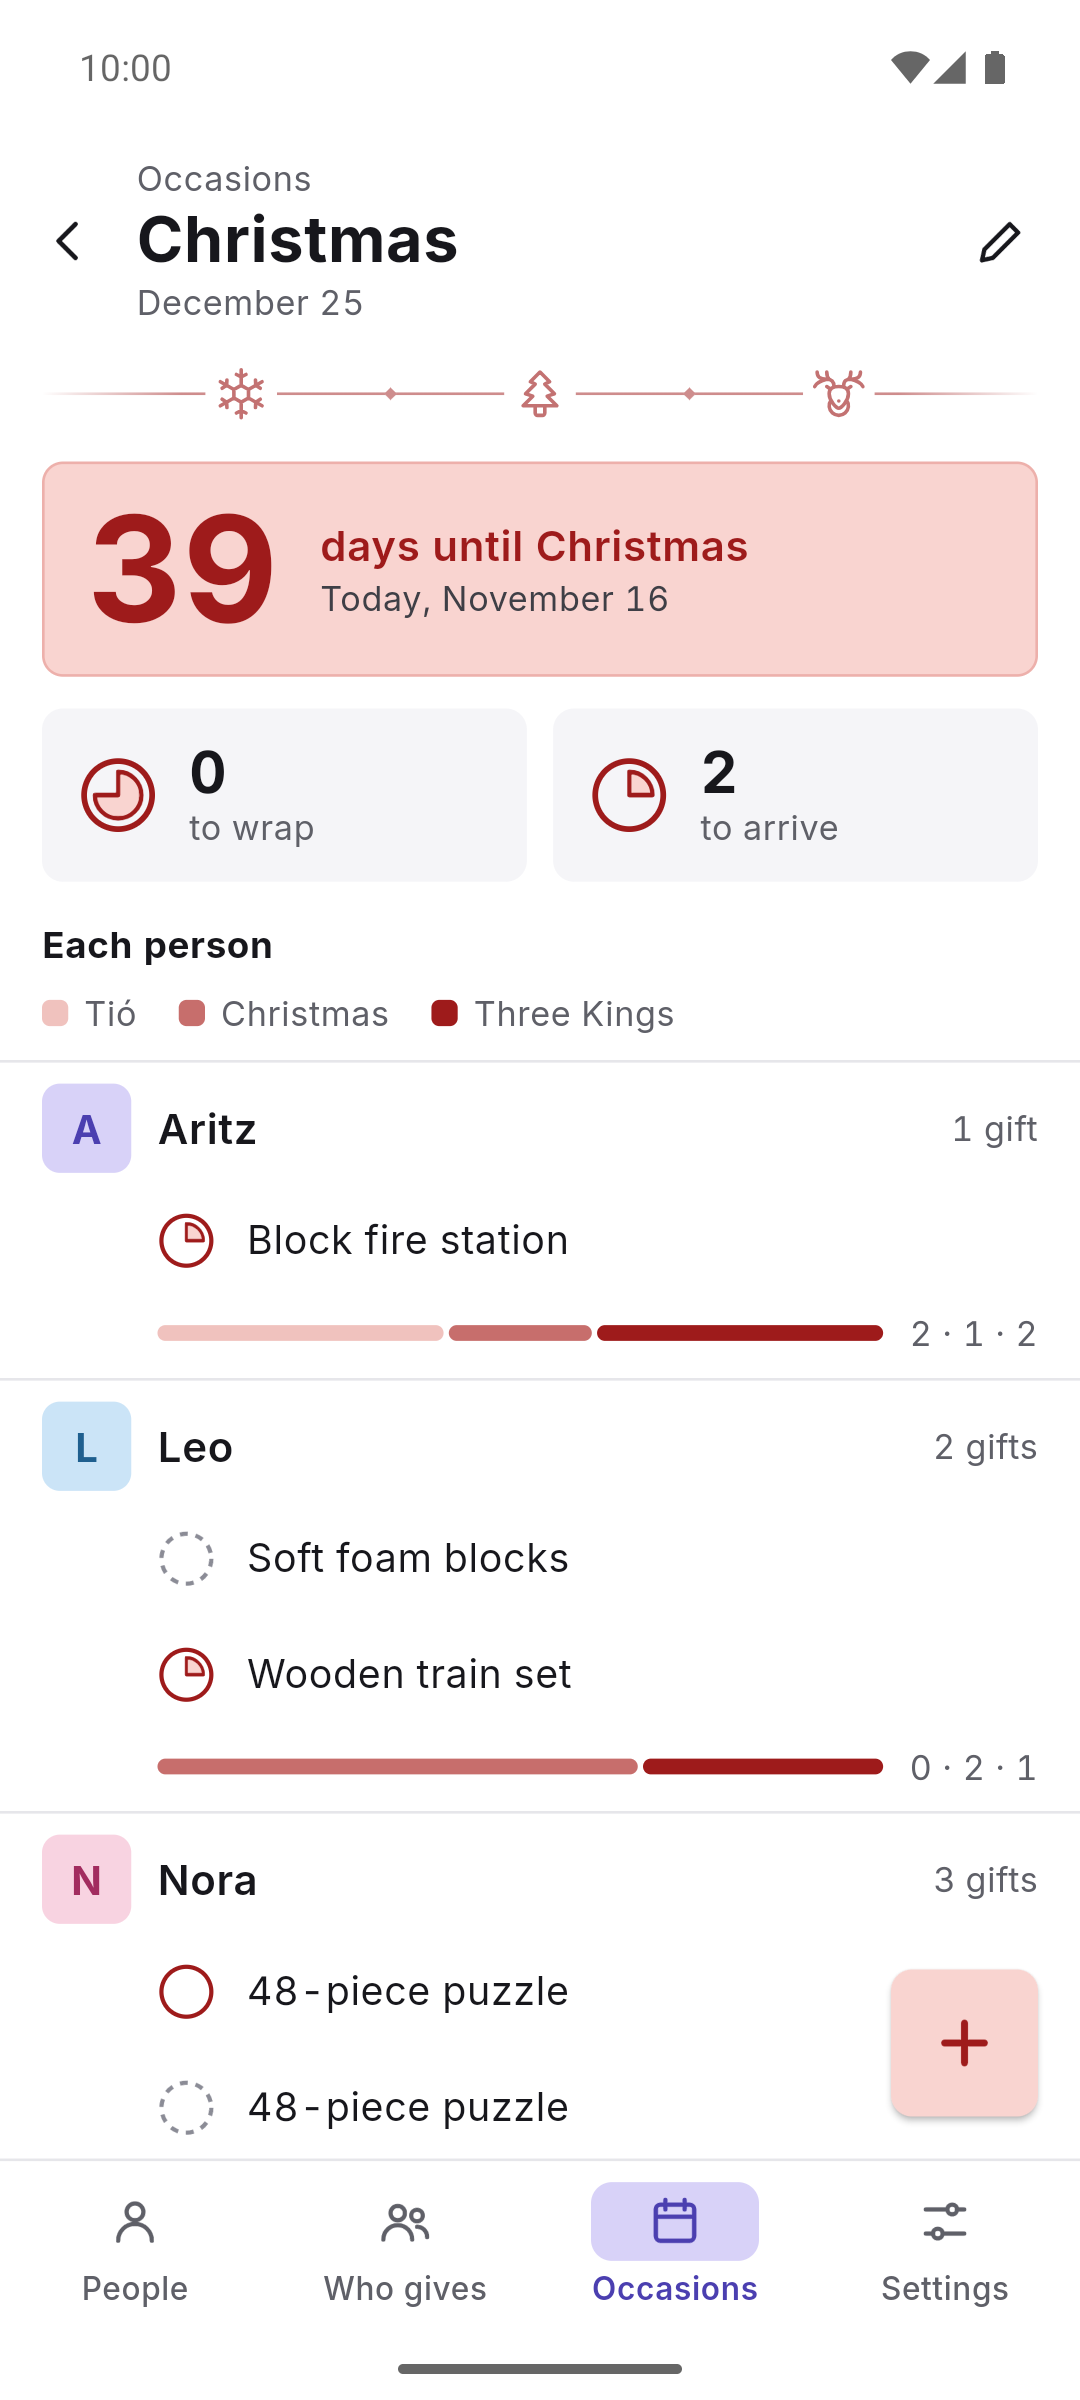 10:00
Occasions
Christmas
December 25
39
days until Christmas
Today, November 16
0
to wrap
2
to arrive
Each person
Tió Christmas Three Kings
A Aritz 1 gift
Block fire station
2 · 1 · 2
L Leo 2 gifts
Soft foam blocks
Wooden train set
0 · 2 · 1
N Nora 3 gifts
48-piece puzzle
48-piece puzzle
People Who gives Occasions Settings